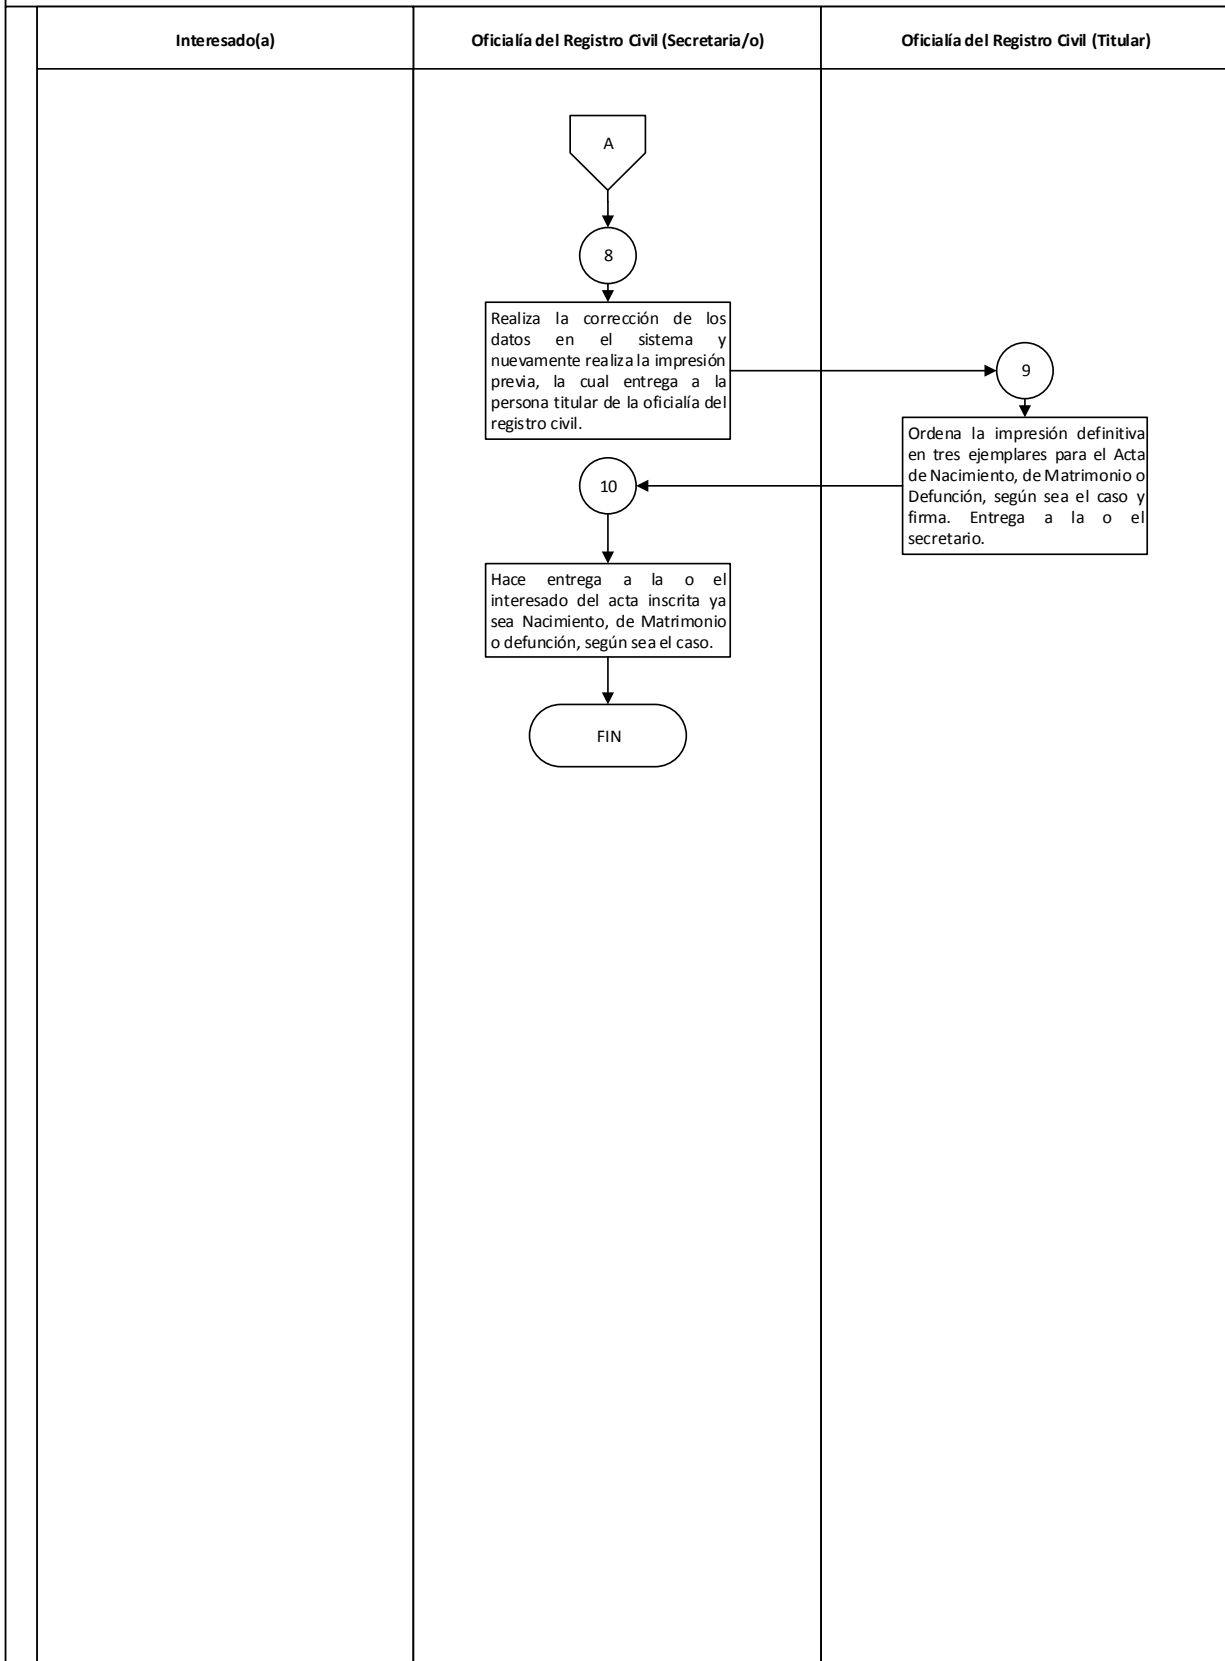 Interesado(a)
Oficialía del Registro Civil (Secretaria/o)
Oficialía del Registro Civil (Titular)
A
8
Realiza la corrección de los
datos en el sistema y
nuevamente realiza la impresión
previa, la cual entrega a la
persona titular de la oficialía del
registro civil.
9
Ordena la impresión definitiva
en tres ejemplares para el Acta
de Nacimiento, de Matrimonio o
Defunción, según sea el caso y
firma. Entrega a la o el
secretario.
10
Hace entrega a la o el
interesado del acta inscrita ya
sea Nacimiento, de Matrimonio
o defunción, según sea el caso.
FIN